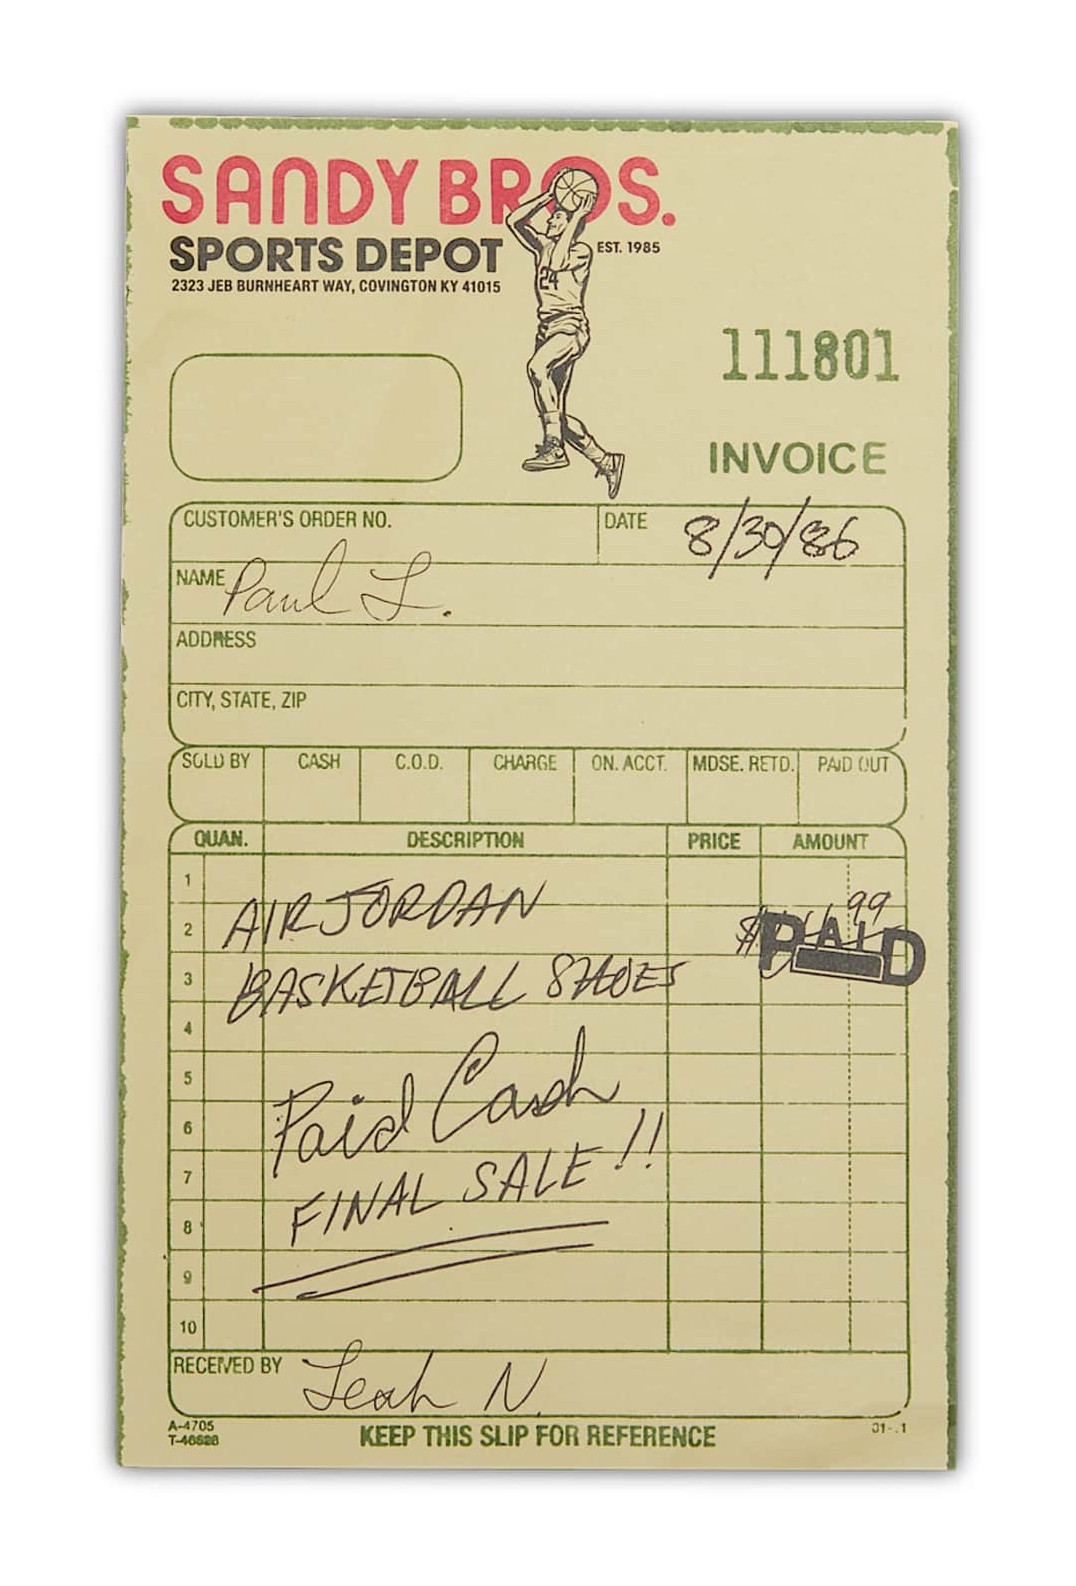 SANDY BROS.
SPORTS DEPOT
EST. 1985
2323 JEB BURNHEART WAY, COVINGTON KY 41015
24
111801
INVOICE
CUSTOMER'S ORDER NO.
DATE 8/30/86
NAME Paul L.
ADDRESS
CITY, STATE, ZIP
SOLD BY CASH C.O.D. CHARGE ON. ACCT. MDSE. RETD. PAID OUT
QUAN. DESCRIPTION PRICE AMOUNT
1
2 AIR JORDAN 99
PAID
3 BASKETBALL SHOES
4
5
6 Paid Cash
7 FINAL SALE!!
8
9
10
RECEIVED BY Leah N.
A-4705
KEEP THIS SLIP FOR REFERENCE